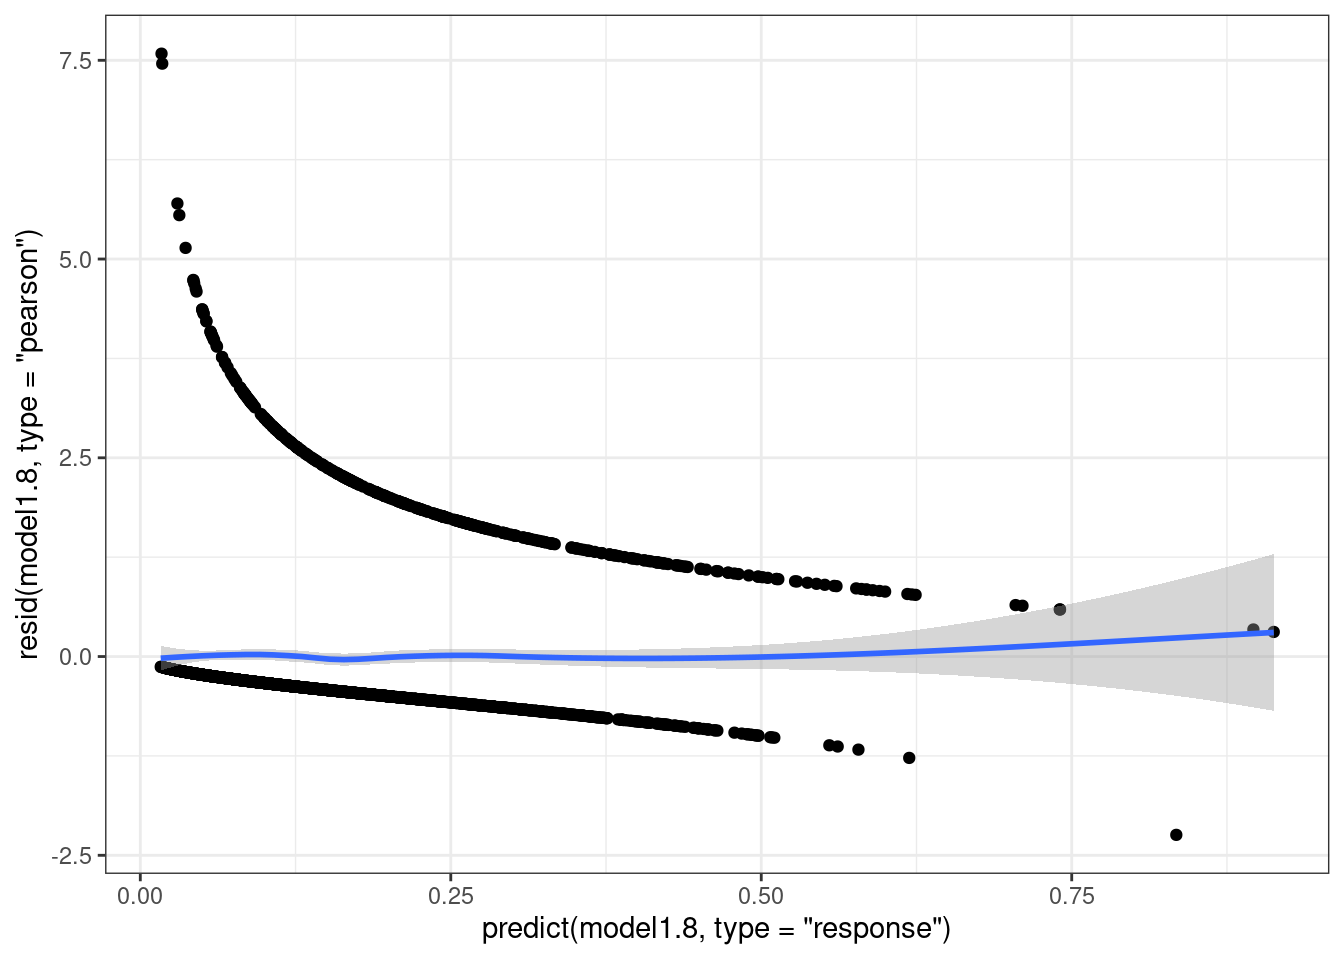 7.5
5.0
2.5
0.0
-2.5
resid(model1.8, type = "pearson")
0.00 0.25 0.50 0.75
predict(model1.8, type = "response")